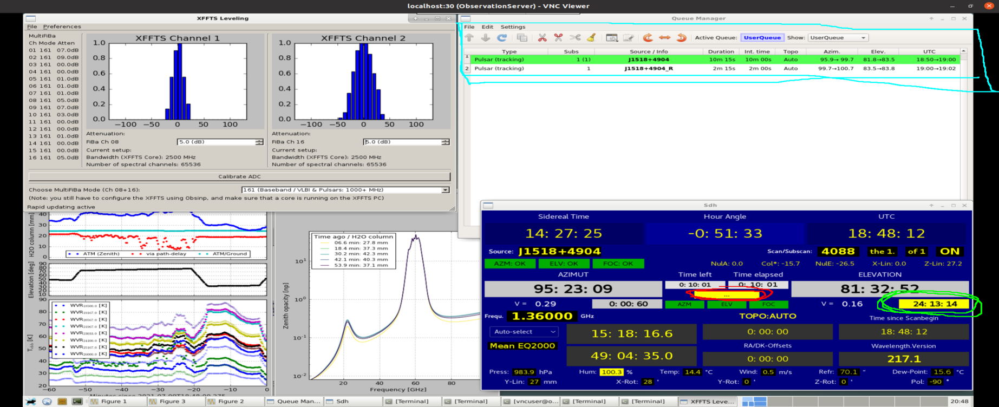 localhost:30 (ObservationServer) - VNC Viewer
XFFTS Leveling
File Preferences
MultiFiBa
Ch Mode Atten
01 161 07.0dB
02 161 09.0dB
03 161 00.0dB
04 161 00.0dB
05 161 01.0dB
06 161 01.0dB
07 161 01.0dB
08 161 05.0dB
09 161 07.0dB
10 161 03.0dB
11 161 00.0dB
12 161 00.0dB
13 161 01.0dB
14 161 00.0dB
15 161 00.0dB
16 161 05.0dB
XFFTS Channel 1
1.0
0.8
0.6
0.4
0.2
0.0
−100 −50 0 50 100
Attenuation:
FiBa Ch 08 5.0 (dB)
Current setup:
Bandwidth (XFFTS Core): 2500 MHz
Number of spectral channels: 65536
XFFTS Channel 2
1.0
0.8
0.6
0.4
0.2
0.0
−100 −50 0 50 100
Attenuation:
FiBa Ch 16 5.0 (dB)
Current setup:
Bandwidth (XFFTS Core): 2500 MHz
Number of spectral channels: 65536
Calibrate ADC
Choose MultiFiBa Mode (Ch 08+16): 161 (Baseband / VLBI & Pulsars: 1000+ MHz)
(Note: you still have to configure the XFFTS using Obsinp, and make sure that a core is running on the XFFTS PC)
Rapid updating active
Queue Manager
File Edit Settings
Active Queue: UserQueue Show: UserQueue
Type Subs Source / Info Duration Int. time Topo Azim. Elev. UTC
1 Pulsar (tracking) 1 (1) J1518+4904 10m 15s 10m 00s Auto 95.9→ 99.7 81.8→83.5 18:50→19:00
2 Pulsar (tracking) 1 J1518+4904_R 2m 15s 2m 00s Auto 99.7→100.7 83.5→83.8 19:00→19:02
H2O column [mm]
40
30
20
10
0
ATM (Zenith) via path-delay ATM/Ground
Elevation [deg]
90
80
70
60
50
40
30
20
10
T [K]
90
80
70
60
50
40
30
20
WVR18500.0 [K]
WVR19167.0 [K]
WVR20567.0 [K]
WVR21967.0 [K]
WVR23033.0 [K]
WVR24100.0 [K]
WVR25167.0 [K]
WVR26000.0 [K]
−60 −50 −40 −30 −20 −10 0
Time ago / H2O column
06.6 min: 27.8 mm
18.4 min: 37.3 mm
30.2 min: 42.3 mm
42.1 min: 40.3 mm
53.9 min: 37.1 mm
Zenith opacity [np]
10¹
10⁰
10⁻¹
10⁻²
20 40 60 80
Frequency [GHz]
Sdh
Sidereal Time Hour Angle UTC
14: 27: 25 -0: 51: 33 18: 48: 12
Source: J1518+4904 Scan/Subscan: 4088 the 1. of 1 ON
AZM: OK ELV: OK FOC: OK NulA: 0.0 Col*: -15.7 NulE: -26.5 X-Lin: 0.0 Z-Lin: 27.2
AZIMUT Time left Time elapsed ELEVATION
95: 23: 09 0: 10: 01 0: 10: 01 81: 32: 52
...
V = 0.29 0: 00: 60 AZM ELV FOC V = 0.16 24: 13: 14
Frequ. 1.36000 GHz TOPO:AUTO Time since Scanbegin
Auto-select 15: 18: 16.6 0: 00: 00 18: 48: 12
Mean EQ2000 RA/DK-Offsets Wavelength.Version
49: 04: 35.0 0: 00: 00 217.1
Press: 983.9 hPa Hum: 100.3 % Temp: 14.4 °C Wind: 0.5 m/s Refr: 70.1 " Dew-Point: 15.6 °C
Y-Lin: 27 mm X-Rot: 28 ' Y-Rot: 0 ' Z-Rot: 0 ' Pol: -90 °
Figure 1 Figure 3 Figure 2 Queue Man... Sdh [Terminal] [Terminal] [vncuser@o... [Terminal] [Terminal] XFFTS Leve... 20:48